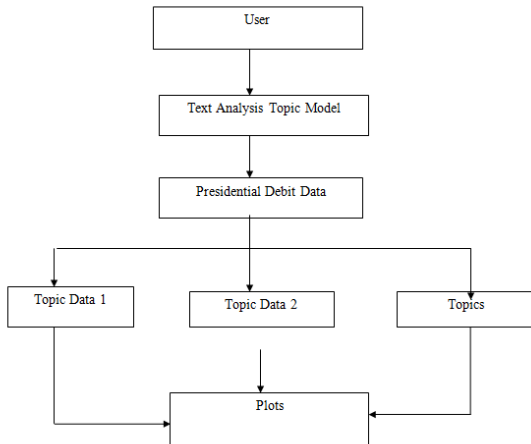 User
Text Analysis Topic Model
Presidential Debit Data
Topic Data 1
Topic Data 2
Topics
Plots